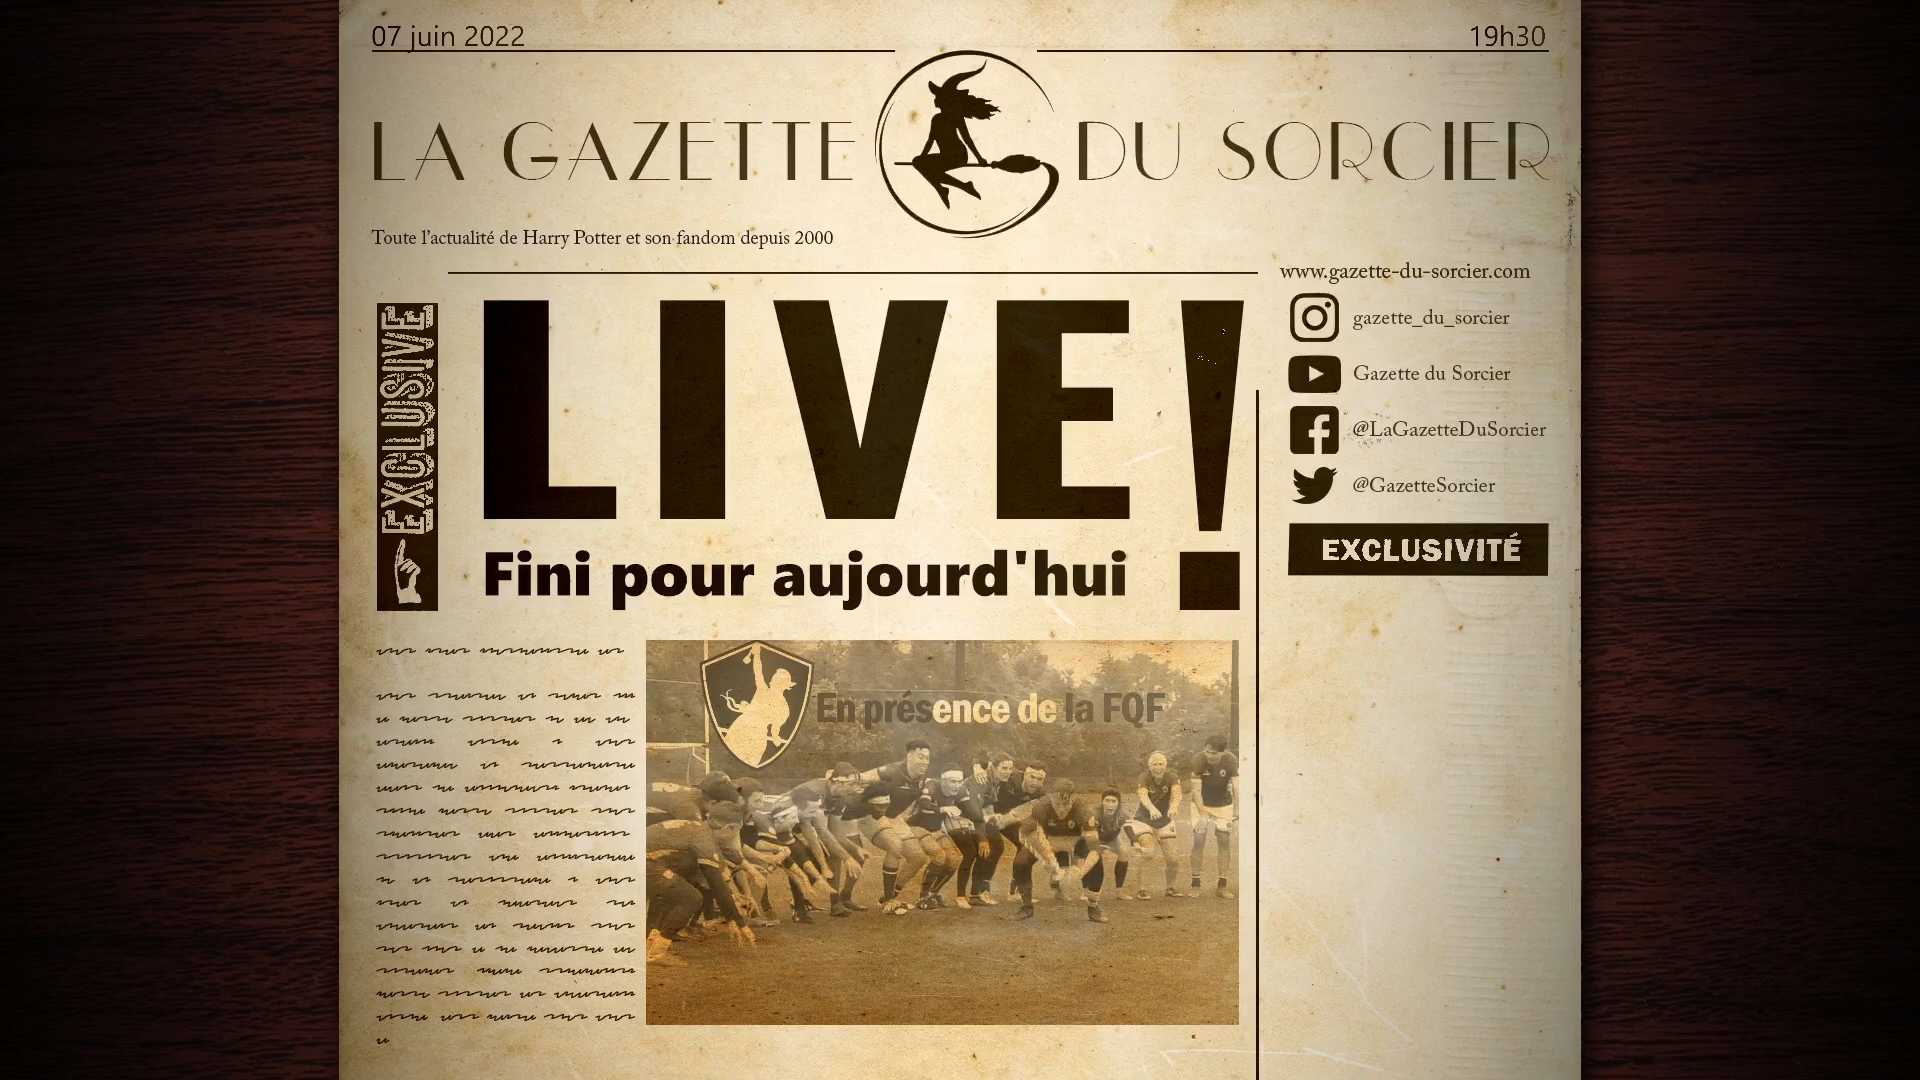 07 juin 2022
19h30
LA GAZETTE DU SORCIER
Toute l'actualité de Harry Potter et son fandom depuis 2000
www.gazette-du-sorcier.com
EXCLUSIVE
LIVE!
Fini pour aujourd'hui
gazette_du_sorcier
Gazette du Sorcier
@LaGazetteDuSorcier
@GazetteSorcier
EXCLUSIVITÉ
En présence de la FQF